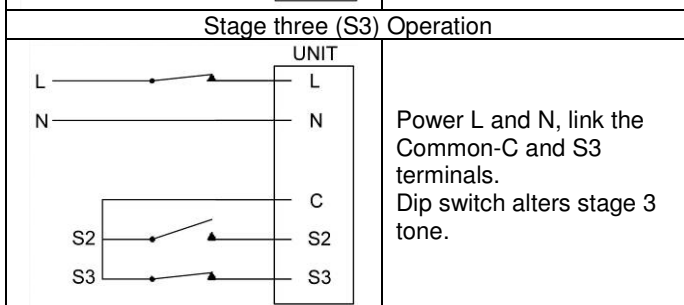 Stage three (S3) Operation
UNIT
L L
N N
C
S2 S2
S3 S3
Power L and N, link the
Common-C and S3
terminals.
Dip switch alters stage 3
tone.